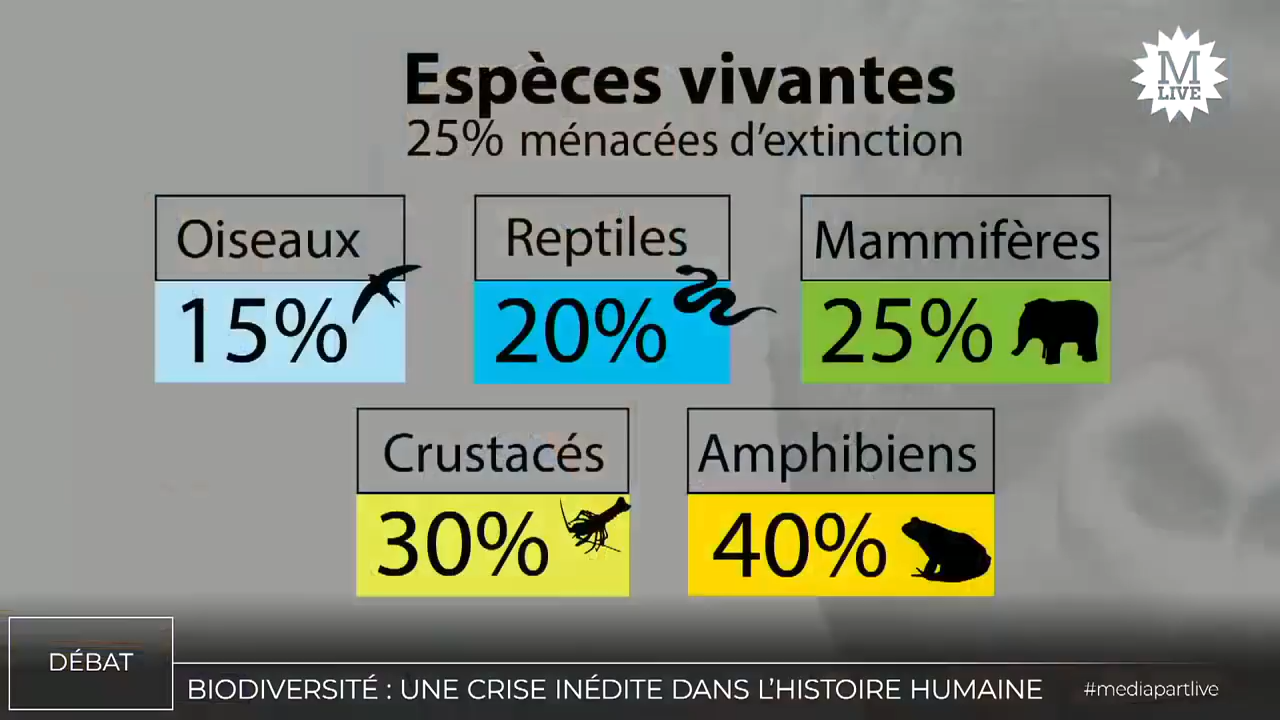 Espèces vivantes
25% ménacées d’extinction
M
LIVE
Oiseaux
15%
Reptiles
20%
Mammifères
25%
Crustacés
30%
Amphibiens
40%
DÉBAT
BIODIVERSITÉ : UNE CRISE INÉDITE DANS L’HISTOIRE HUMAINE
#mediapartlive